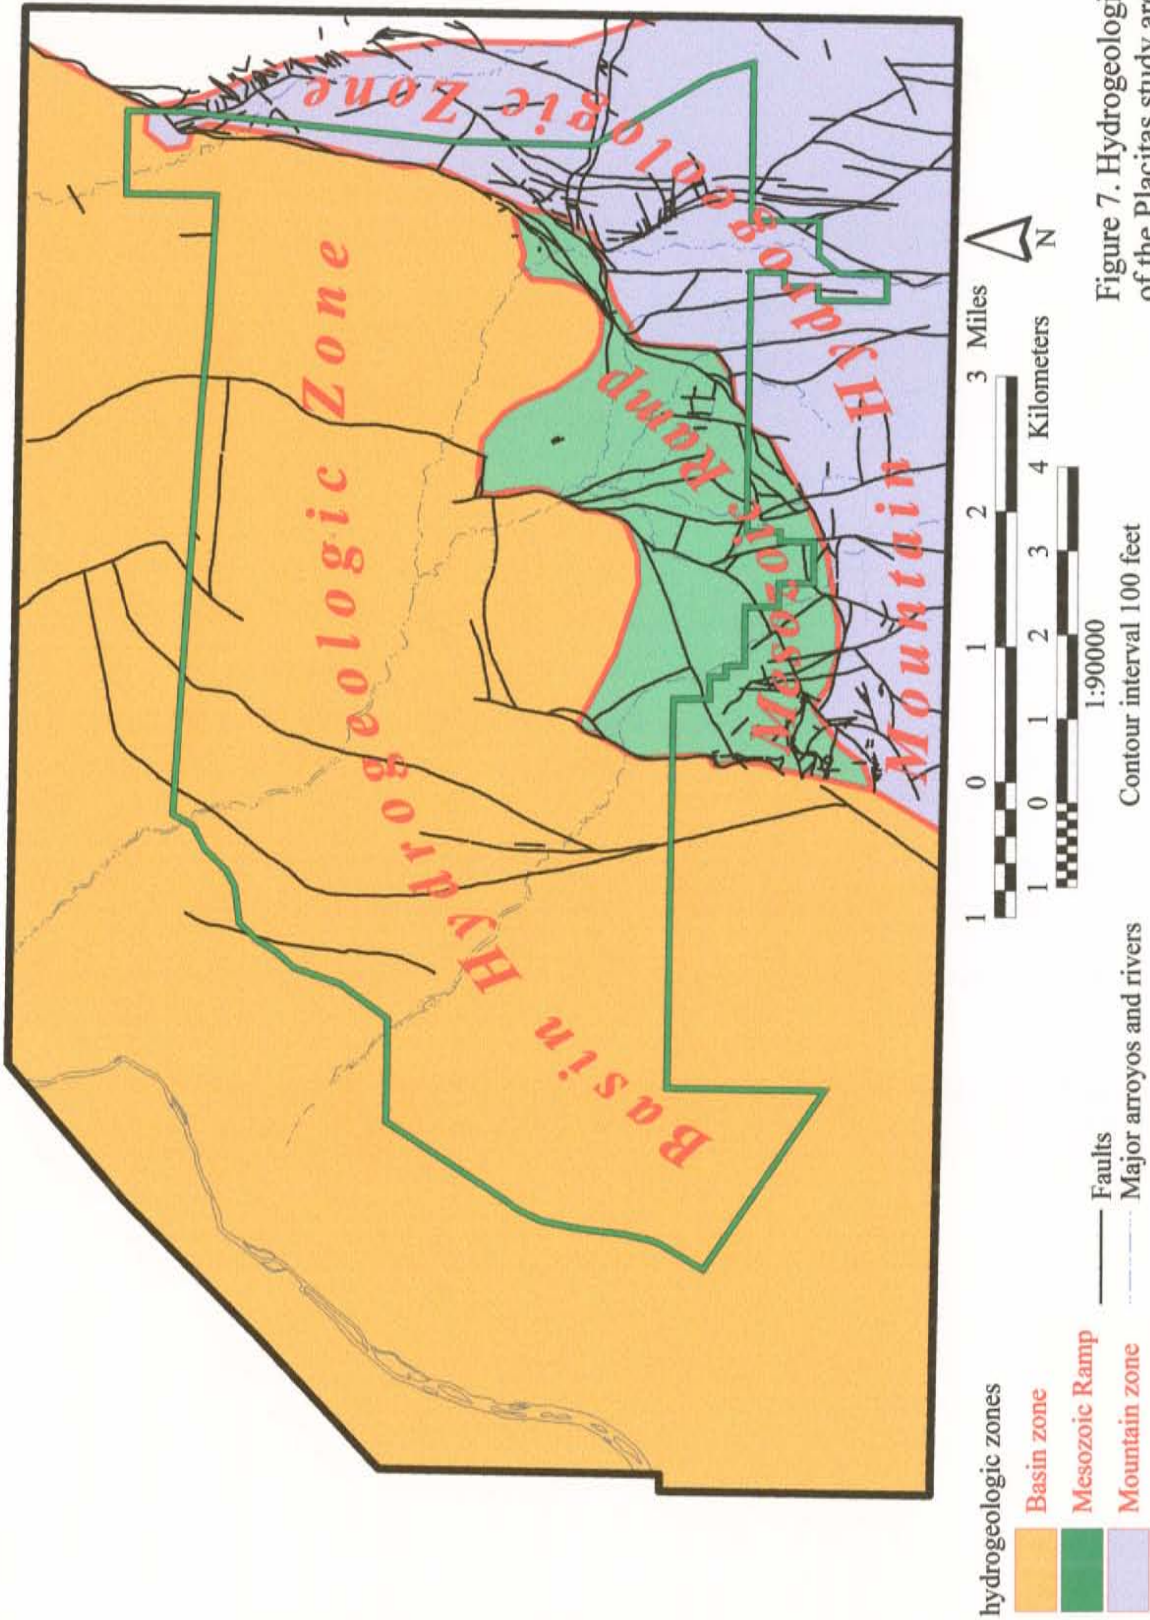 Basin Hydrogeologic Zone
Mesozoic Ramp
Mountain Hydrogeologic Zone
hydrogeologic zones
Basin zone
Mesozoic Ramp
Mountain zone
Faults
Major arroyos and rivers
1 0 1 2 3 Miles
1 0 1 2 3 4 Kilometers
1:90000
Contour interval 100 feet
N
Figure 7. Hydrogeologi
of the Placitas study are